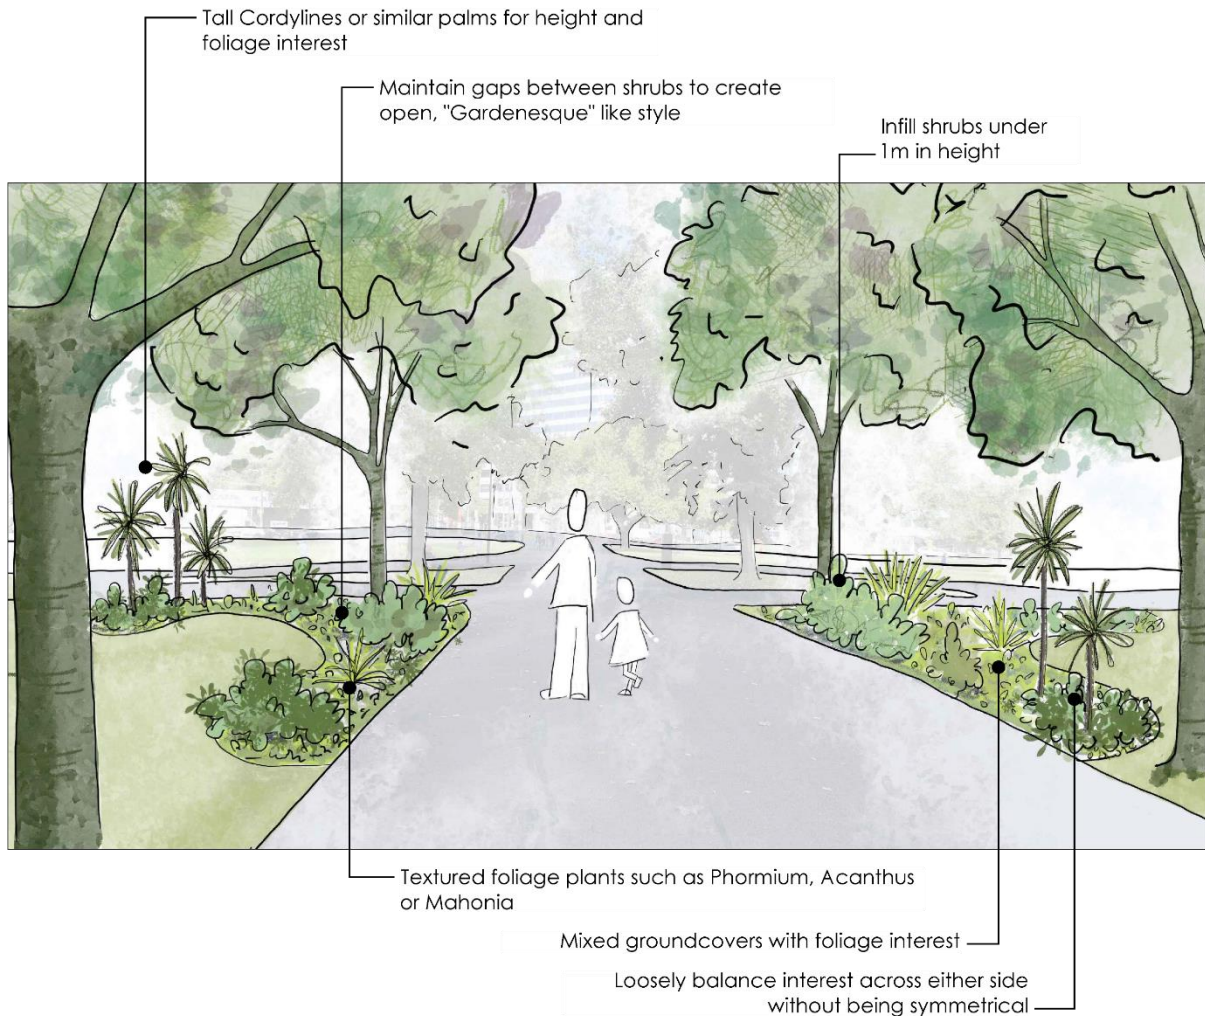 Tall Cordylines or similar palms for height and
foliage interest
Maintain gaps between shrubs to create
open, "Gardenesque" like style
Infill shrubs under
1m in height
Textured foliage plants such as Phormium, Acanthus
or Mahonia
Mixed groundcovers with foliage interest
Loosely balance interest across either side
without being symmetrical